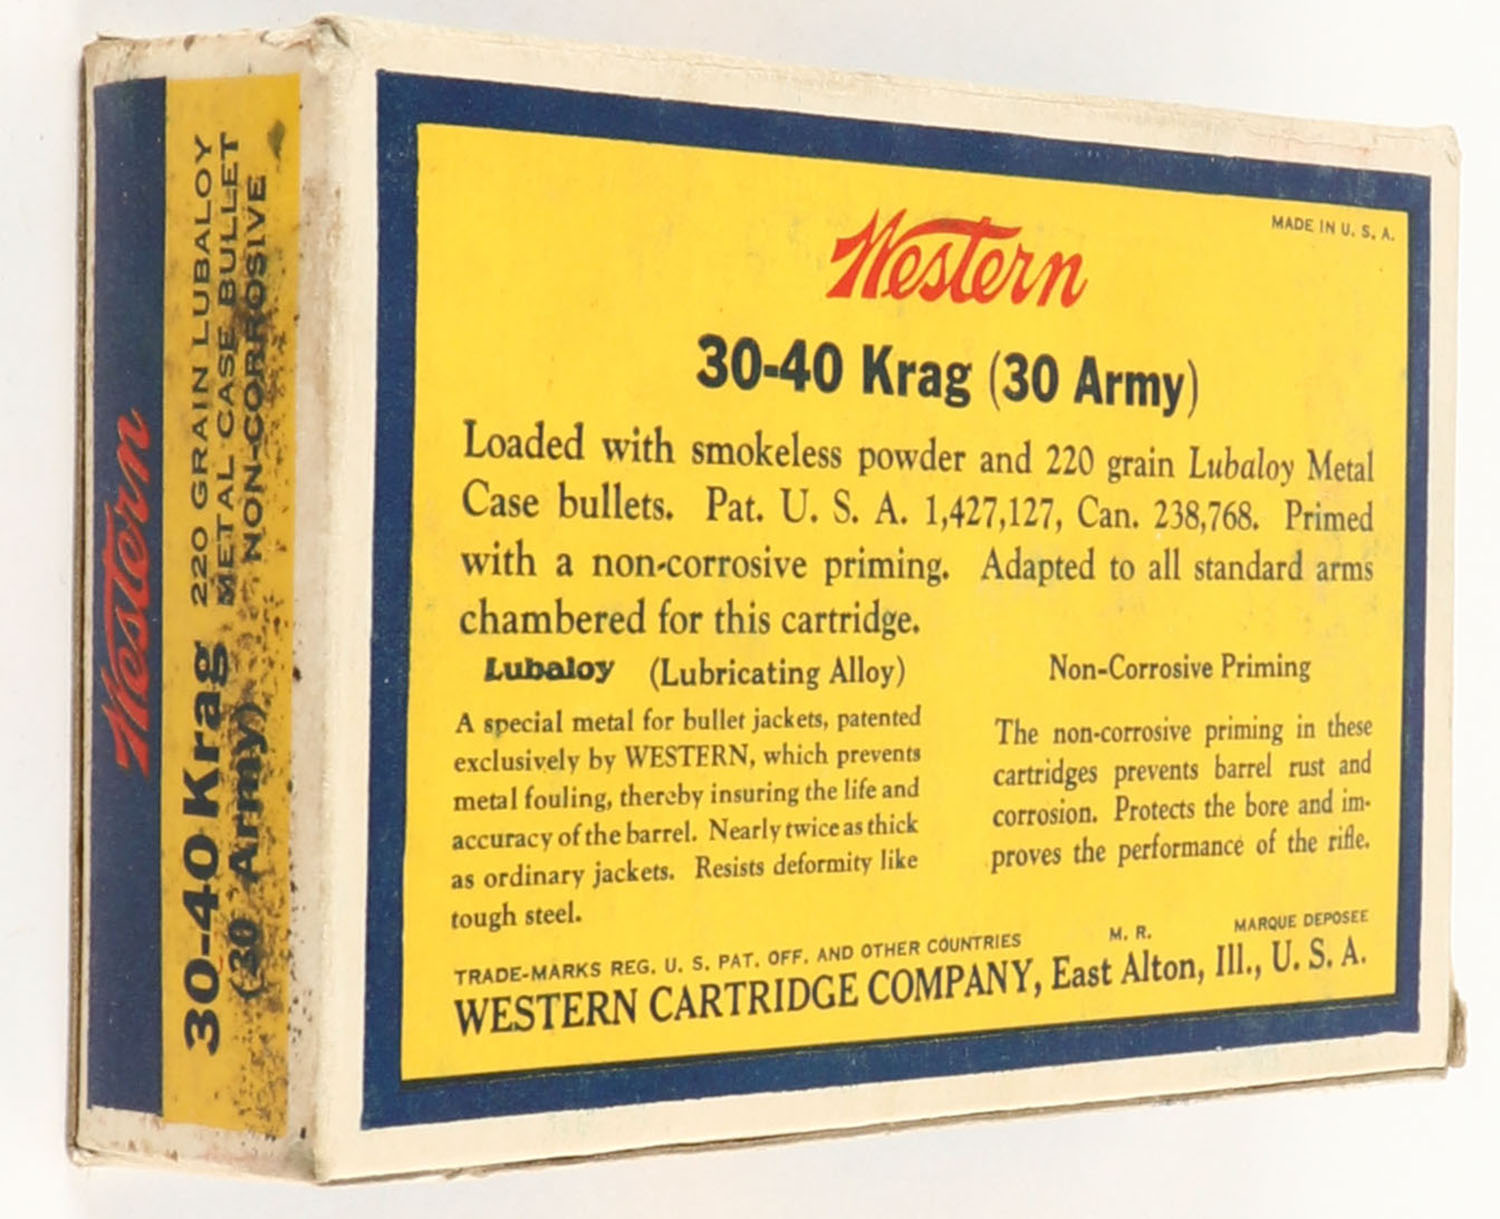 Western
30-40 Krag
(30 Army)
220 GRAIN LUBALOY
METAL CASE BULLET
NON-CORROSIVE
MADE IN U. S. A.
Western
30-40 Krag (30 Army)
Loaded with smokeless powder and 220 grain Lubaloy Metal
Case bullets. Pat. U. S. A. 1,427,127, Can. 238,768. Primed
with a non-corrosive priming. Adapted to all standard arms
chambered for this cartridge.
Lubaloy (Lubricating Alloy)
A special metal for bullet jackets, patented
exclusively by WESTERN, which prevents
metal fouling, thereby insuring the life and
accuracy of the barrel. Nearly twice as thick
as ordinary jackets. Resists deformity like
tough steel.
Non-Corrosive Priming
The non-corrosive priming in these
cartridges prevents barrel rust and
corrosion. Protects the bore and im-
proves the performance of the rifle.
TRADE-MARKS REG. U. S. PAT. OFF. AND OTHER COUNTRIES M. R. MARQUE DEPOSEE
WESTERN CARTRIDGE COMPANY, East Alton, Ill., U. S. A.